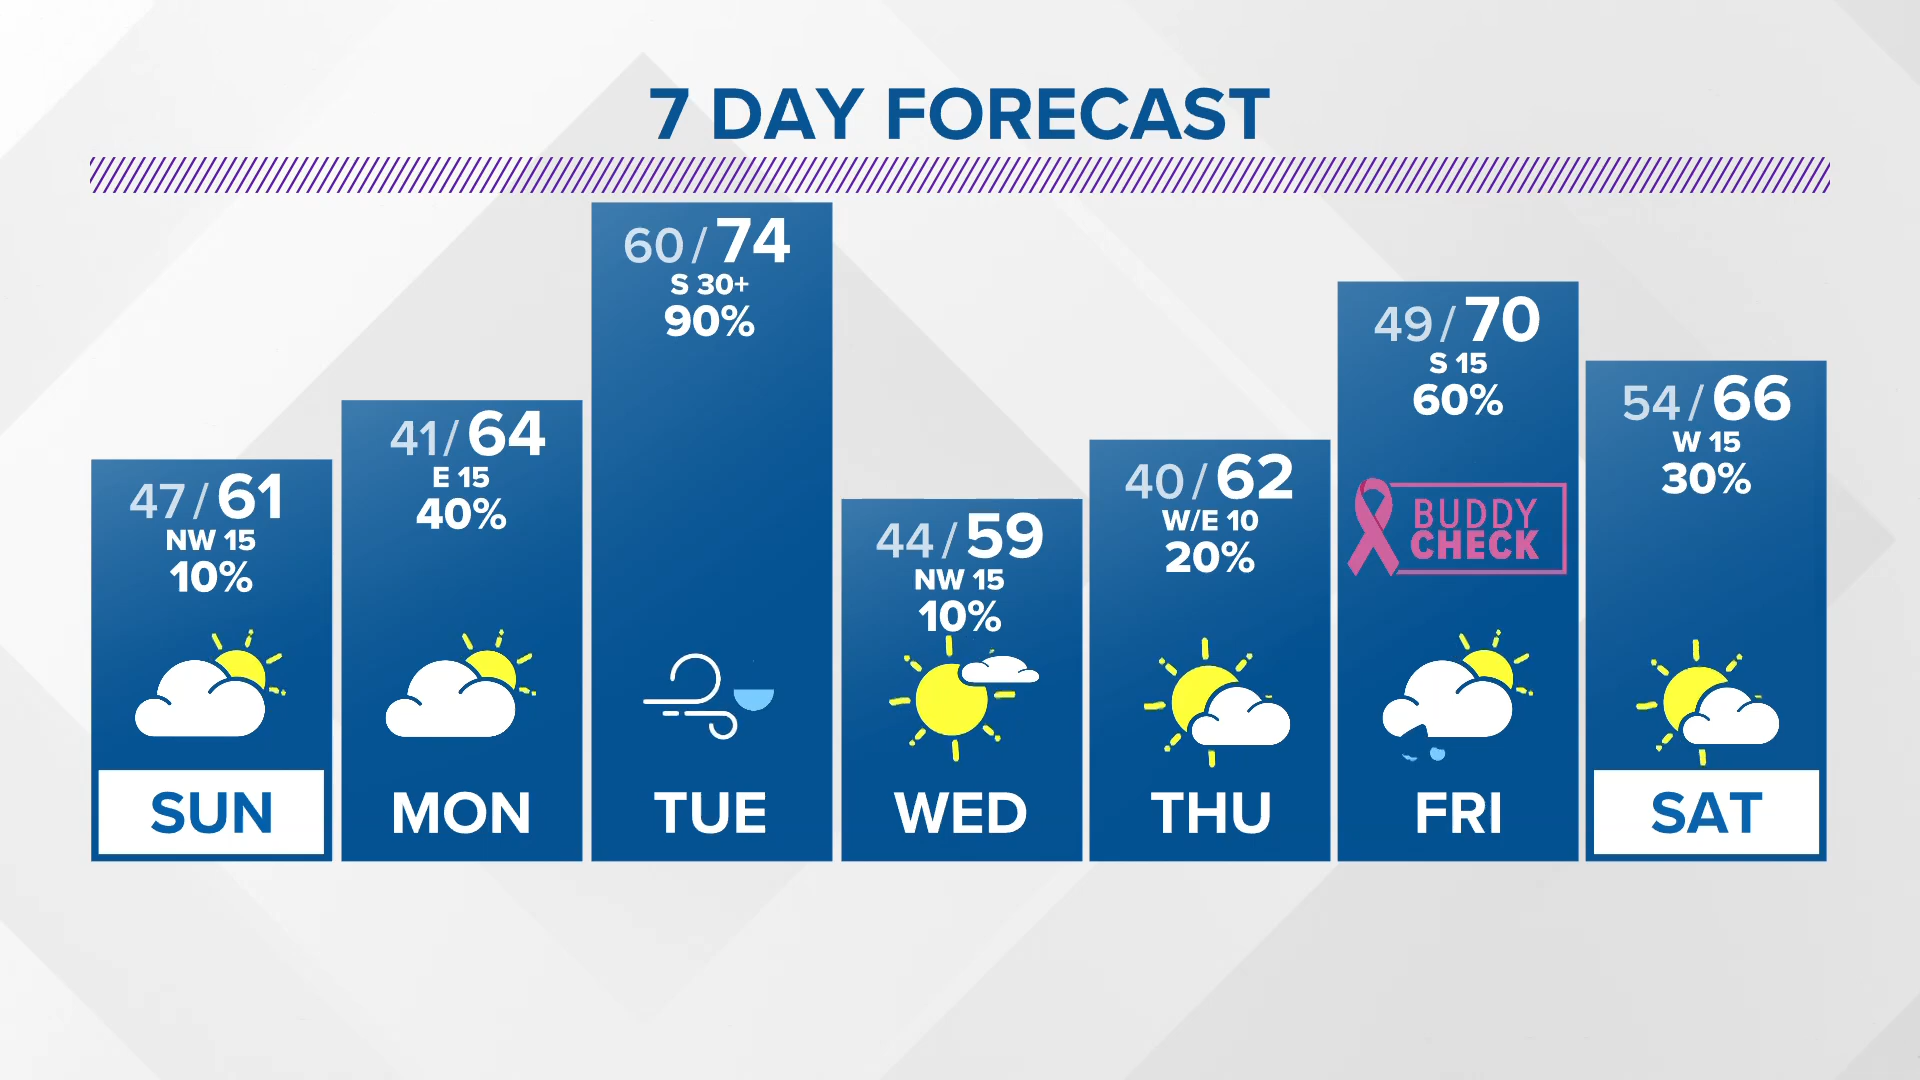 7 DAY FORECAST
47/61
NW 15
10%
SUN
41/64
E 15
40%
MON
60/74
S 30+
90%
TUE
44/59
NW 15
10%
WED
40/62
W/E 10
20%
THU
49/70
S 15
60%
BUDDY
CHECK
FRI
54/66
W 15
30%
SAT